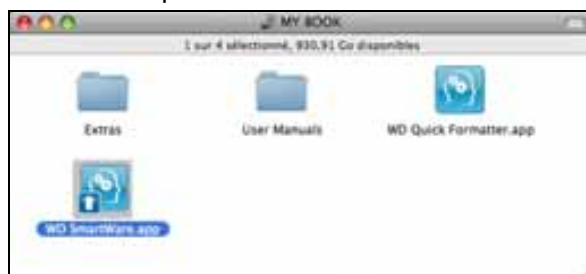 MY BOOK
1 sur 4 sélectionné, 930,91 Go disponibles
Extras
User Manuals
WD Quick Formatter.app
WD SmartWare.app